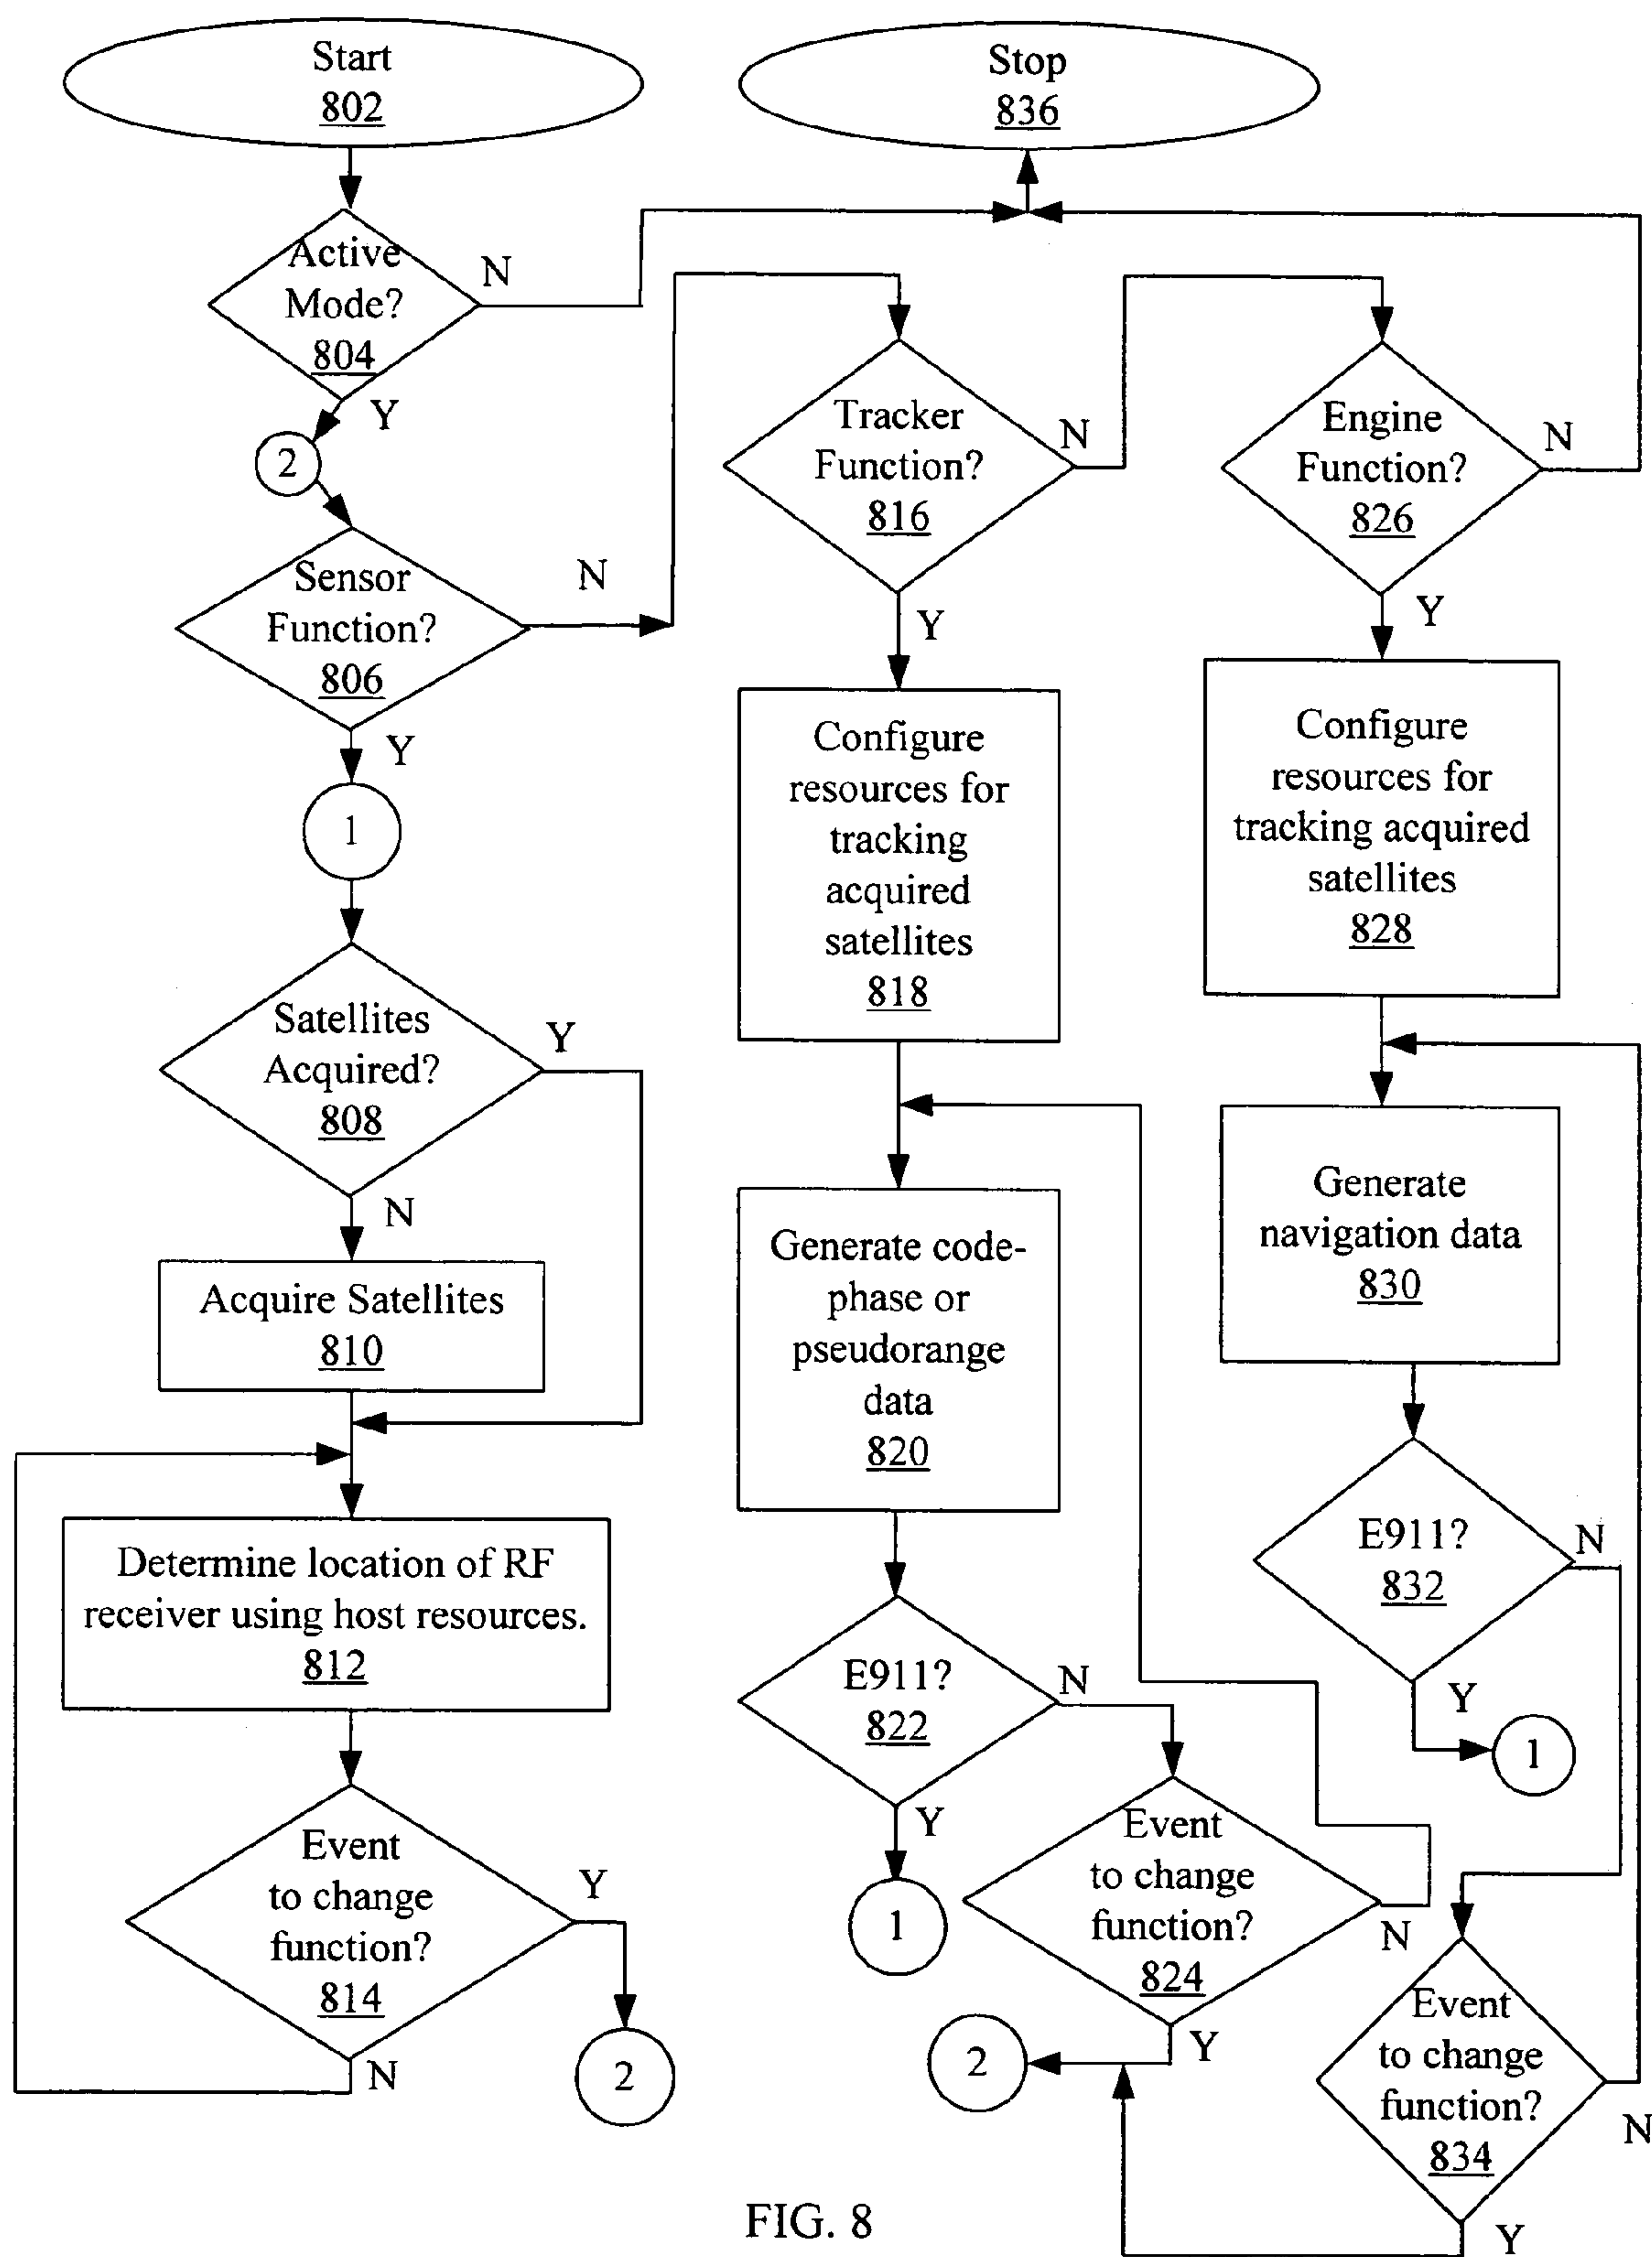 Start
802
Stop
836
Active
Mode?
804
N
Y
2
Sensor
Function?
806
N
Y
1
Satellites
Acquired?
808
Y
N
Acquire Satellites
810
Determine location of RF
receiver using host resources.
812
Event
to change
function?
814
Y
N
2
Tracker
Function?
816
N
Y
Configure
resources for
tracking
acquired
satellites
818
Generate code-
phase or
pseudorange
data
820
E911?
822
N
Y
1
Event
to change
function?
824
N
Y
2
Engine
Function?
826
N
Y
Configure
resources for
tracking acquired
satellites
828
Generate
navigation data
830
E911?
832
N
Y
1
Event
to change
function?
834
N
Y
FIG. 8